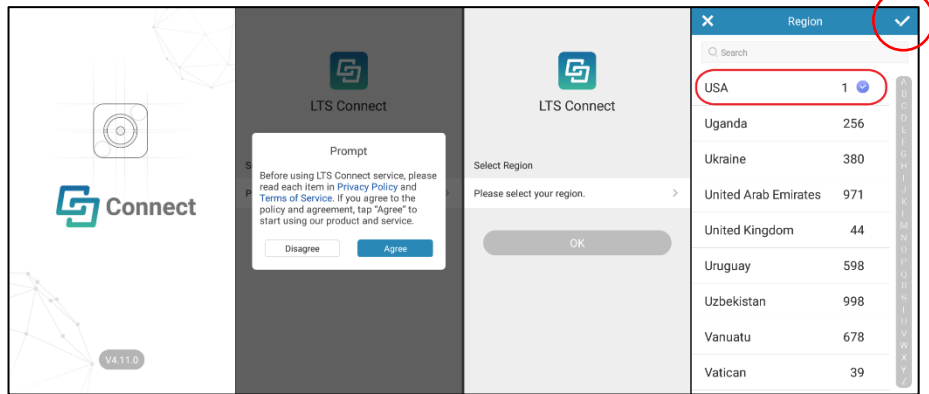 Connect
V4.11.0
LTS Connect
Prompt
Before using LTS Connect service, please
read each item in Privacy Policy and
Terms of Service. If you agree to the
policy and agreement, tap "Agree" to
start using our product and service.
Disagree
Agree
LTS Connect
Select Region
Please select your region.
OK
Region
Search
USA 1
Uganda 256
Ukraine 380
United Arab Emirates 971
United Kingdom 44
Uruguay 598
Uzbekistan 998
Vanuatu 678
Vatican 39
A
B
C
D
E
F
G
H
I
J
K
L
M
N
O
P
Q
R
S
T
U
V
W
X
Y
Z